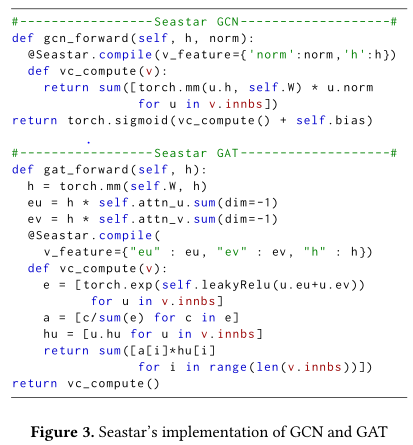 #---------------Seastar GCN----------------#
def gcn_forward(self, h, norm):
  @Seastar.compile(v_feature={'norm':norm,'h':h})
  def vc_compute(v):
    return sum([torch.mm(u.h, self.W) * u.norm
               for u in v.innbs])
return torch.sigmoid(vc_compute() + self.bias)
#---------------Seastar GAT----------------#
def gat_forward(self, h):
  h = torch.mm(self.W, h)
  eu = h * self.attn_u.sum(dim=-1)
  ev = h * self.attn_v.sum(dim=-1)
  @Seastar.compile(
    v_feature={"eu" : eu, "ev" : ev, "h" : h})
  def vc_compute(v):
    e = [torch.exp(self.leakyRelu(u.eu+u.ev))
         for u in v.innbs]
    a = [c/sum(e) for c in e]
    hu = [u.hu for u in v.innbs]
    return sum([a[i]*hu[i]
               for i in range(len(v.innbs))])
return vc_compute()
Figure 3. Seastar's implementation of GCN and GAT